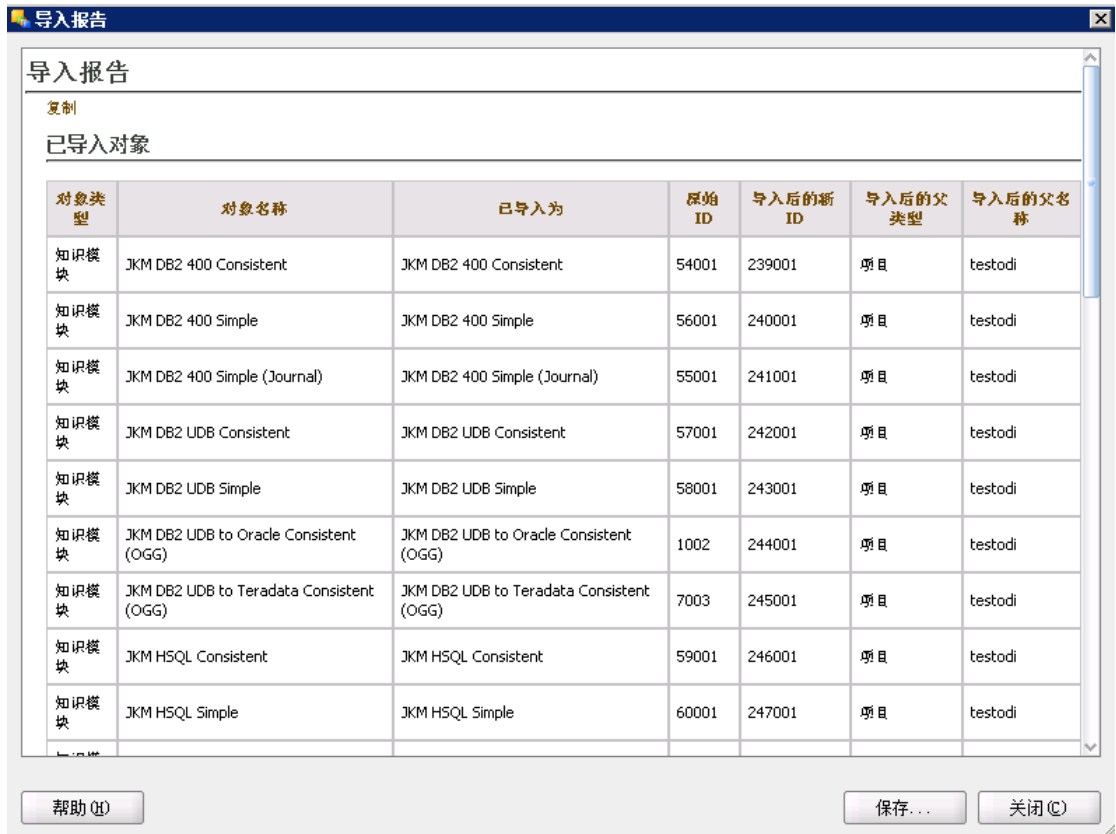 导入报告
导入报告
复制
已导入对象
对象类型 对象名称 已导入为 原始 ID 导入后的新 ID 导入后的父类型 导入后的父名称
知识模块 JKM DB2 400 Consistent JKM DB2 400 Consistent 54001 239001 项目 testodi
知识模块 JKM DB2 400 Simple JKM DB2 400 Simple 56001 240001 项目 testodi
知识模块 JKM DB2 400 Simple (Journal) JKM DB2 400 Simple (Journal) 55001 241001 项目 testodi
知识模块 JKM DB2 UDB Consistent JKM DB2 UDB Consistent 57001 242001 项目 testodi
知识模块 JKM DB2 UDB Simple JKM DB2 UDB Simple 58001 243001 项目 testodi
知识模块 JKM DB2 UDB to Oracle Consistent (OGG) JKM DB2 UDB to Oracle Consistent (OGG) 1002 244001 项目 testodi
知识模块 JKM DB2 UDB to Teradata Consistent (OGG) JKM DB2 UDB to Teradata Consistent (OGG) 7003 245001 项目 testodi
知识模块 JKM HSQL Consistent JKM HSQL Consistent 59001 246001 项目 testodi
知识模块 JKM HSQL Simple JKM HSQL Simple 60001 247001 项目 testodi
帮助(H) 保存... 关闭(C)